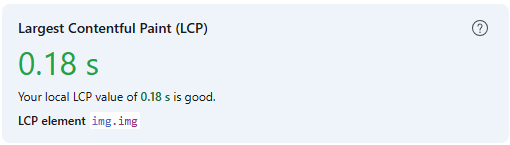 Largest Contentful Paint (LCP)
0.18 s
Your local LCP value of 0.18 s is good.
LCP element img.img